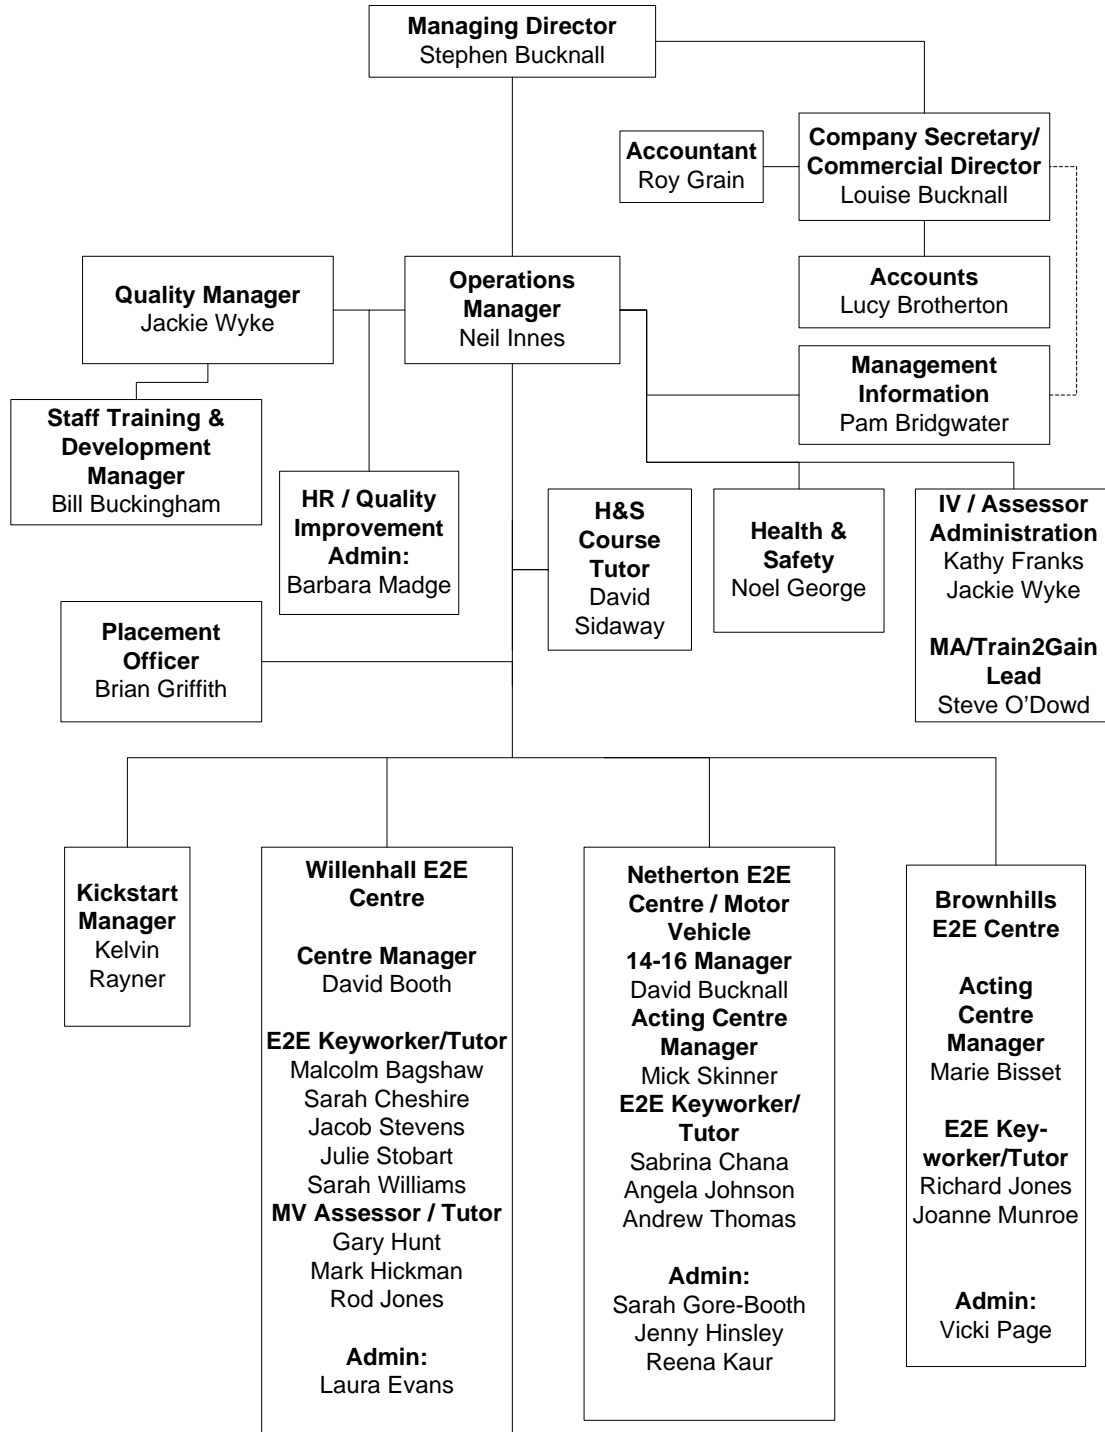 Managing Director
Stephen Bucknall
Accountant
Roy Grain
Company Secretary/
Commercial Director
Louise Bucknall
Quality Manager
Jackie Wyke
Operations
Manager
Neil Innes
Accounts
Lucy Brotherton
Management
Information
Pam Bridgwater
Staff Training &
Development
Manager
Bill Buckingham
HR / Quality
Improvement
Admin:
Barbara Madge
H&S
Course
Tutor
David
Sidaway
Health &
Safety
Noel George
IV / Assessor
Administration
Kathy Franks
Jackie Wyke
MA/Train2Gain
Lead
Steve O’Dowd
Placement
Officer
Brian Griffith
Kickstart
Manager
Kelvin
Rayner
Willenhall E2E
Centre
Centre Manager
David Booth
E2E Keyworker/Tutor
Malcolm Bagshaw
Sarah Cheshire
Jacob Stevens
Julie Stobart
Sarah Williams
MV Assessor / Tutor
Gary Hunt
Mark Hickman
Rod Jones
Admin:
Laura Evans
Netherton E2E
Centre / Motor
Vehicle
14-16 Manager
David Bucknall
Acting Centre
Manager
Mick Skinner
E2E Keyworker/
Tutor
Sabrina Chana
Angela Johnson
Andrew Thomas
Admin:
Sarah Gore-Booth
Jenny Hinsley
Reena Kaur
Brownhills
E2E Centre
Acting
Centre
Manager
Marie Bisset
E2E Key-
worker/Tutor
Richard Jones
Joanne Munroe
Admin:
Vicki Page